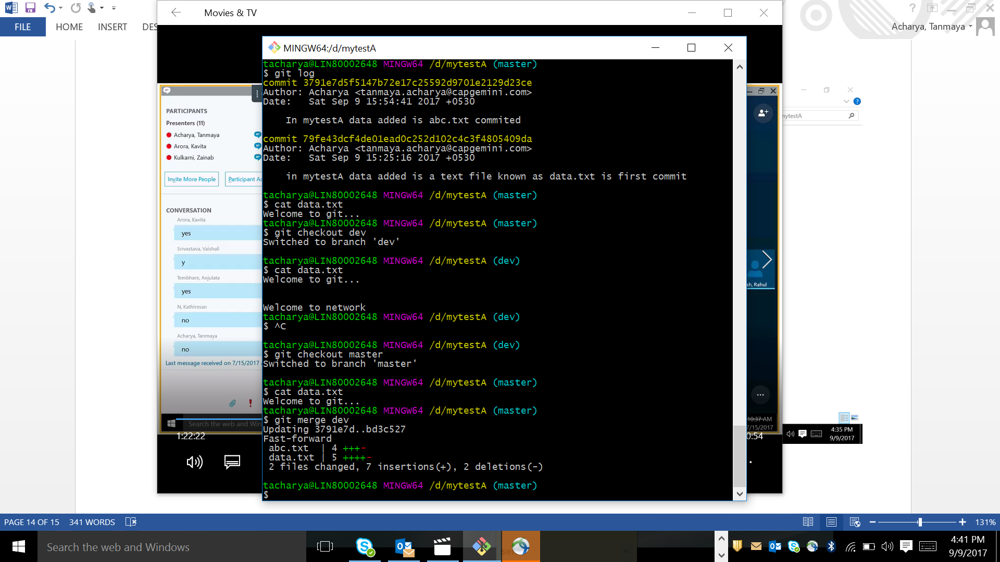 FILE HOME INSERT DES
Acharya, Tanmaya
Movies & TV
MINGW64:/d/mytestA
tacharya@LIN80002648 MINGW64 /d/mytestA (master)
$ git log
commit 3791e7d5f5147b72e17c25592d9701e2129d23ce
Author: Acharya <tanmaya.acharya@capgemini.com>
Date:   Sat Sep 9 15:54:41 2017 +0530
In mytestA data added is abc.txt commited
commit 79fe43dcf4de01ead0c252d102c4c3f4805409da
Author: Acharya <tanmaya.acharya@capgemini.com>
Date:   Sat Sep 9 15:25:16 2017 +0530
in mytestA data added is a text file known as data.txt is first commit
tacharya@LIN80002648 MINGW64 /d/mytestA (master)
$ cat data.txt
Welcome to git...
tacharya@LIN80002648 MINGW64 /d/mytestA (master)
$ git checkout dev
Switched to branch 'dev'
tacharya@LIN80002648 MINGW64 /d/mytestA (dev)
$ cat data.txt
Welcome to git...
Welcome to network
tacharya@LIN80002648 MINGW64 /d/mytestA (dev)
$ ^C
tacharya@LIN80002648 MINGW64 /d/mytestA (dev)
$ git checkout master
Switched to branch 'master'
tacharya@LIN80002648 MINGW64 /d/mytestA (master)
$ cat data.txt
Welcome to git...
tacharya@LIN80002648 MINGW64 /d/mytestA (master)
$ git merge dev
Updating 3791e7d..bd3c527
Fast-forward
abc.txt  | 4 +++-
data.txt | 5 ++++-
2 files changed, 7 insertions(+), 2 deletions(-)
tacharya@LIN80002648 MINGW64 /d/mytestA (master)
$
PARTICIPANTS
Presenters (11)
Acharya, Tanmaya
Arora, Kavita
Kulkarni, Zainab
Invite More People
Participant Ac
CONVERSATION
Arora, Kavita
yes
Srivastava, Vaishali
y
Tembhare, Anjulata
yes
N, Kathiresan
no
Acharya, Tanmaya
no
Last message received on 7/15/2017
Search the web and Win
1:22:22
mytestA
sh, Rahul
10:37 AM
7/15/2017
0:54
4:35 PM
9/9/2017
PAGE 14 OF 15 341 WORDS
131%
Search the web and Windows
4:41 PM
9/9/2017